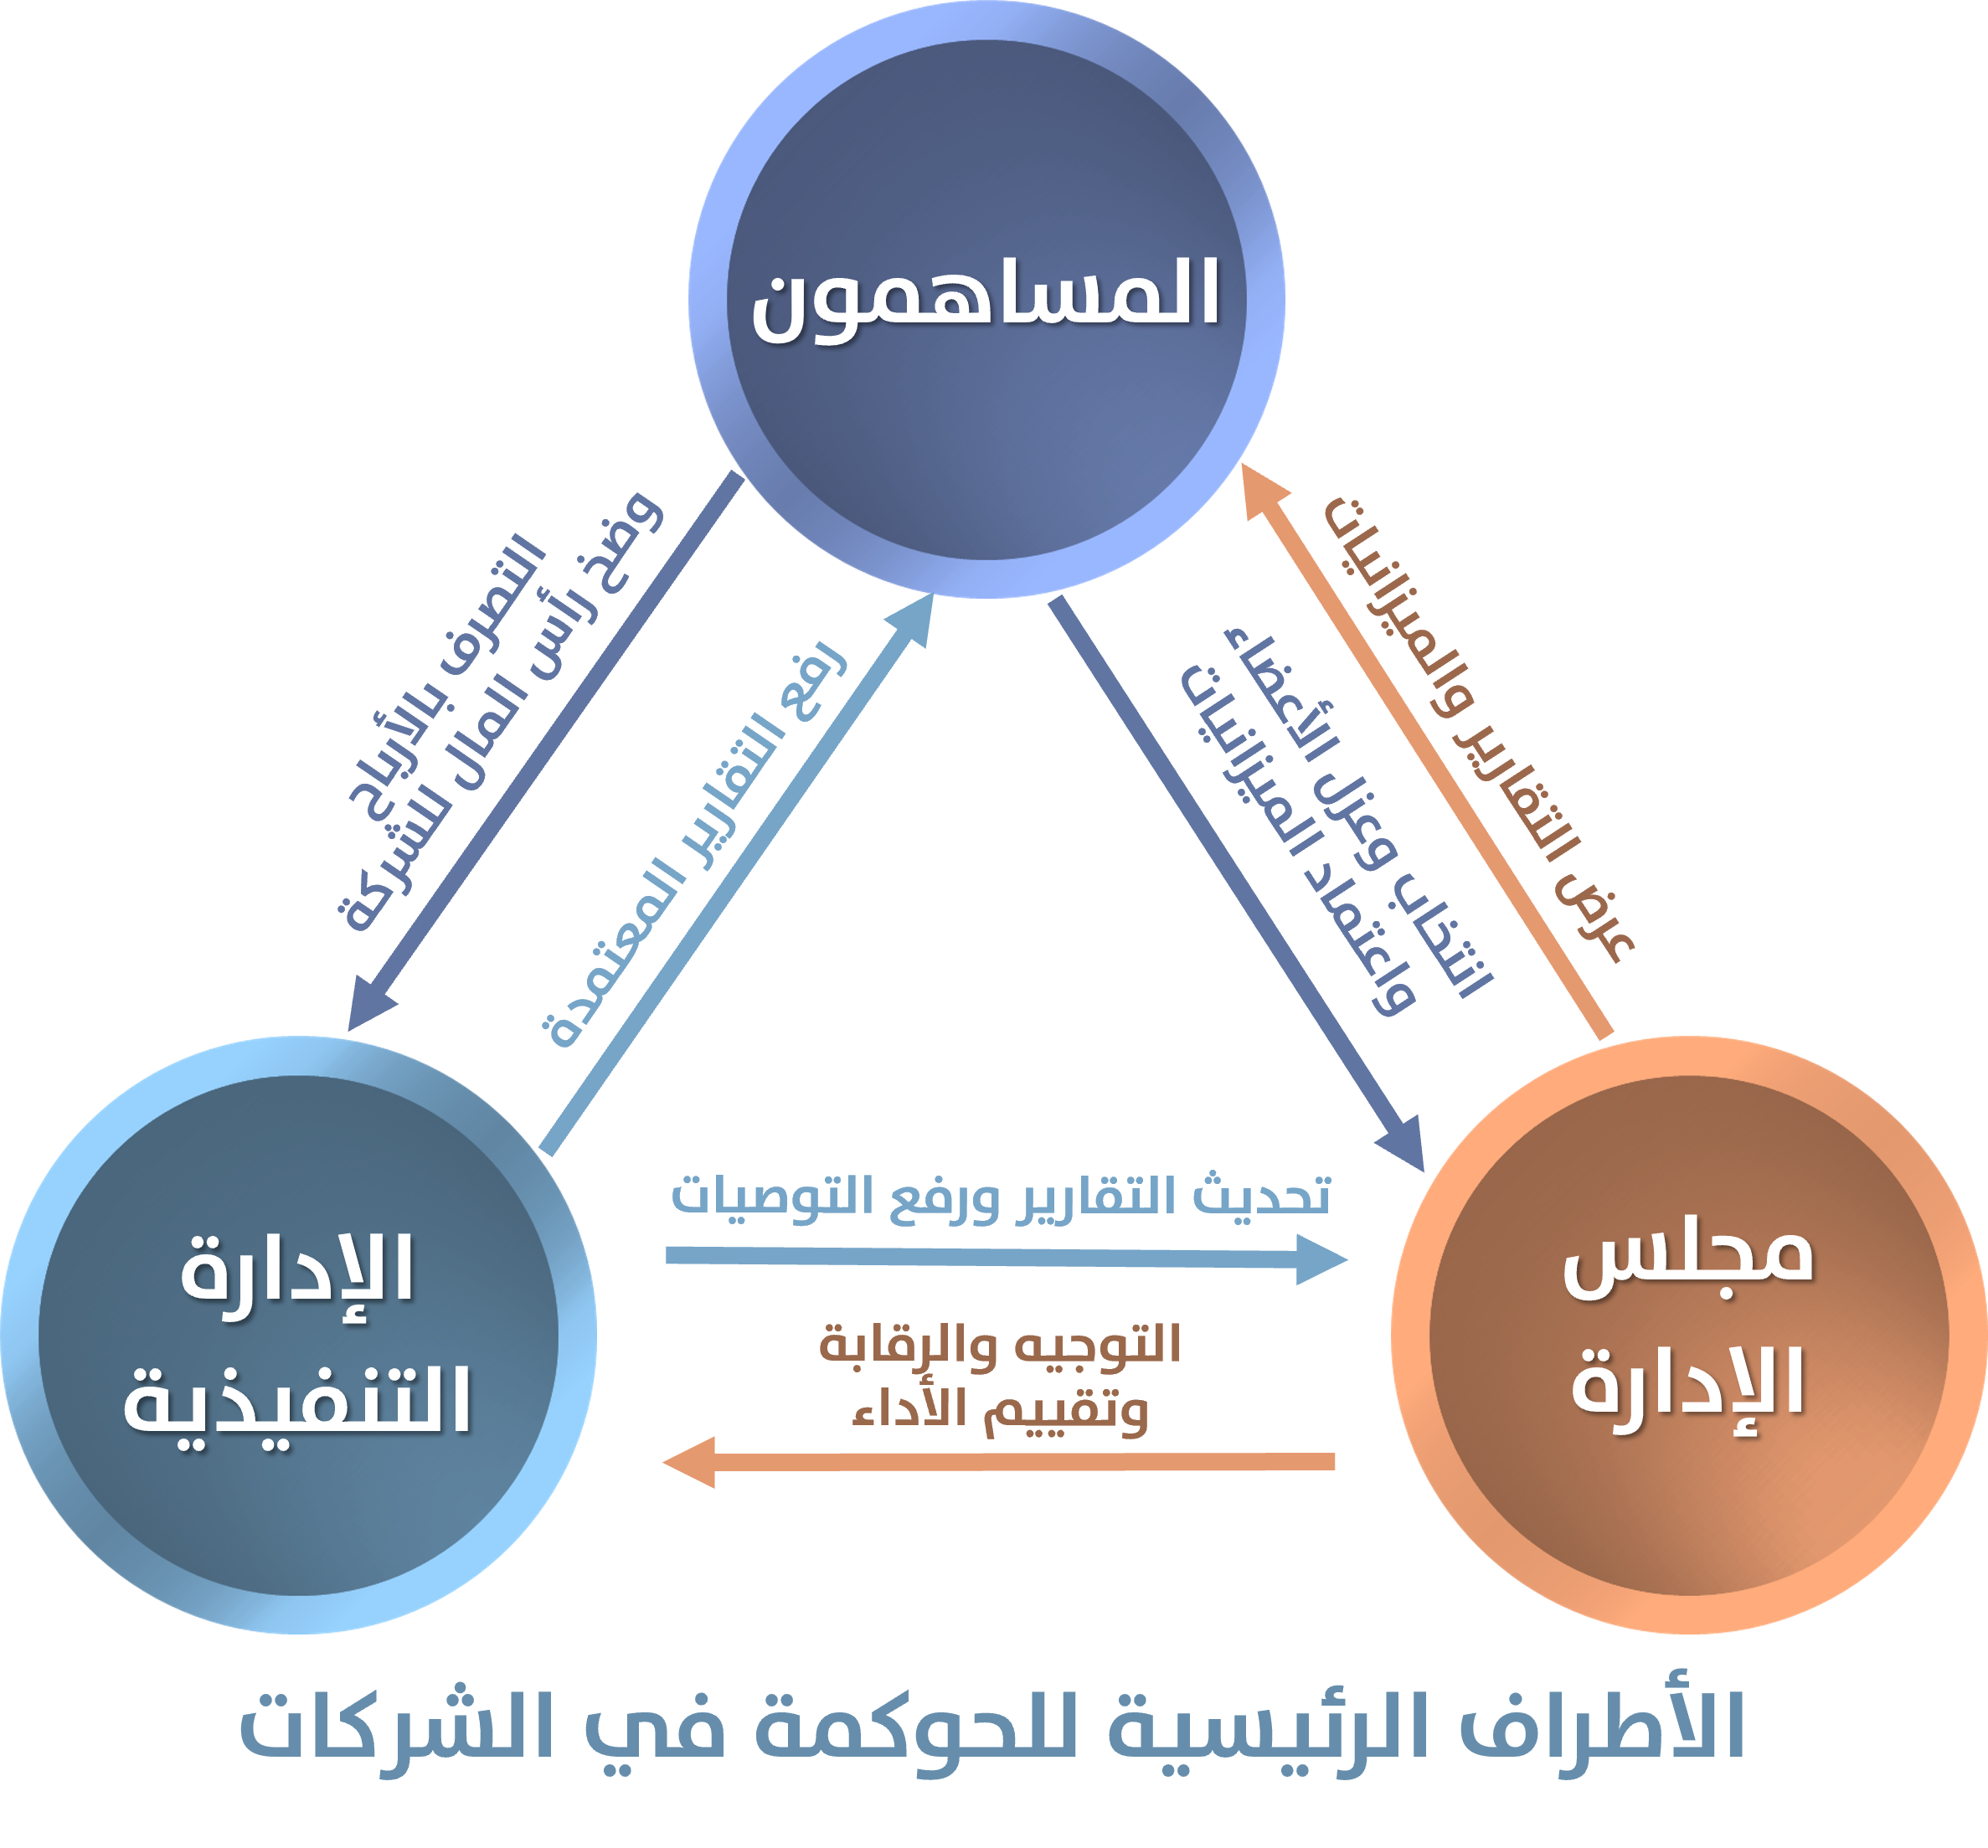 المساهمون
عرض التقارير والميزانيات
انتخاب وعزل الأعضاء
واعتماد الميزانيات
رفع التقارير المعتمدة
التصرف بالأرباح
وضخ رأس المال للشركة
تحديث التقارير ورفع التوصيات
التوجيه والرقابة
وتقييم الأداء
مجلس
الإدارة
الإدارة
التنفيذية
الأطراف الرئيسية للحوكمة في الشركات